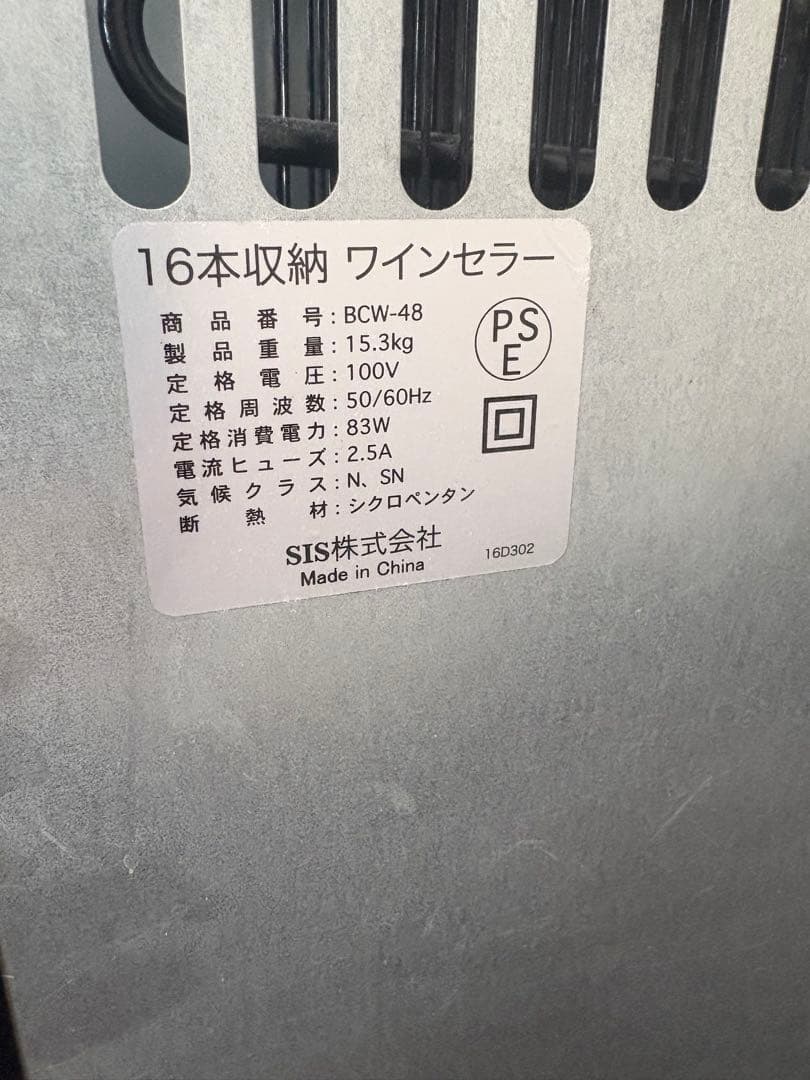 16本収納 ワインセラー
商品番号：BCW-48
製品重量：15.3kg
定格電圧：100V
定格周波数：50/60Hz
定格消費電力：83W
電流ヒューズ：2.5A
気候クラス：N、SN
断熱材：シクロペンタン
PS
E
SIS株式会社
16D302
Made in China